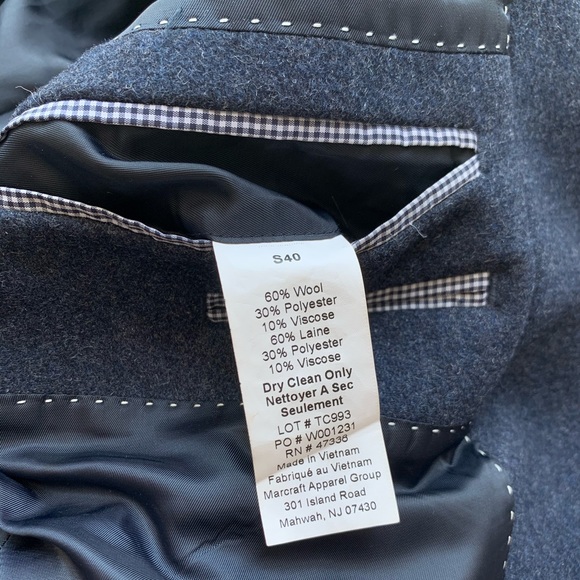 S40
60% Wool
30% Polyester
10% Viscose
60% Laine
30% Polyester
10% Viscose
Dry Clean Only
Nettoyer A Sec
Seulement
LOT # TC993
PO # W001231
RN # 47336
Made in Vietnam
Fabriqué au Vietnam
Marcraft Apparel Group
301 Island Road
Mahwah, NJ 07430